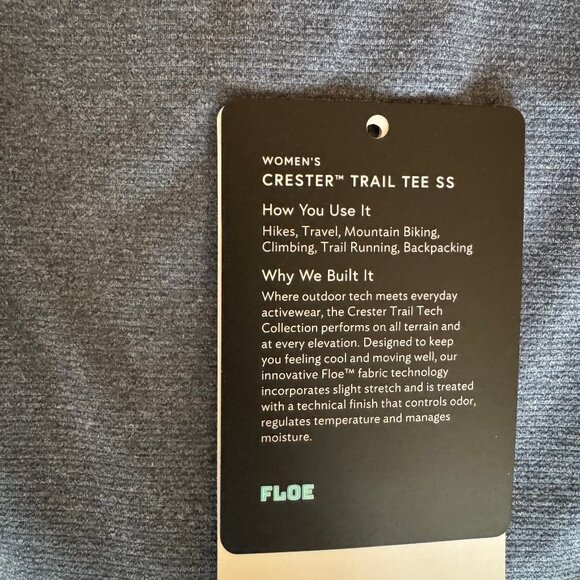 WOMEN'S
CRESTER™ TRAIL TEE SS
How You Use It
Hikes, Travel, Mountain Biking,
Climbing, Trail Running, Backpacking
Why We Built It
Where outdoor tech meets everyday
activewear, the Crester Trail Tech
Collection performs on all terrain and
at every elevation. Designed to keep
you feeling cool and moving well, our
innovative Floe™ fabric technology
incorporates slight stretch and is treated
with a technical finish that controls odor,
regulates temperature and manages
moisture.
FLOE